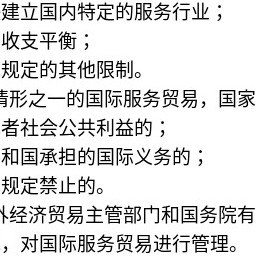 建立国内特定的服务行业；
收支平衡；
规定的其他限制。
情形之一的国际服务贸易，国家
者社会公共利益的；
和国承担的国际义务的；
规定禁止的。
外经济贸易主管部门和国务院有
，对国际服务贸易进行管理。